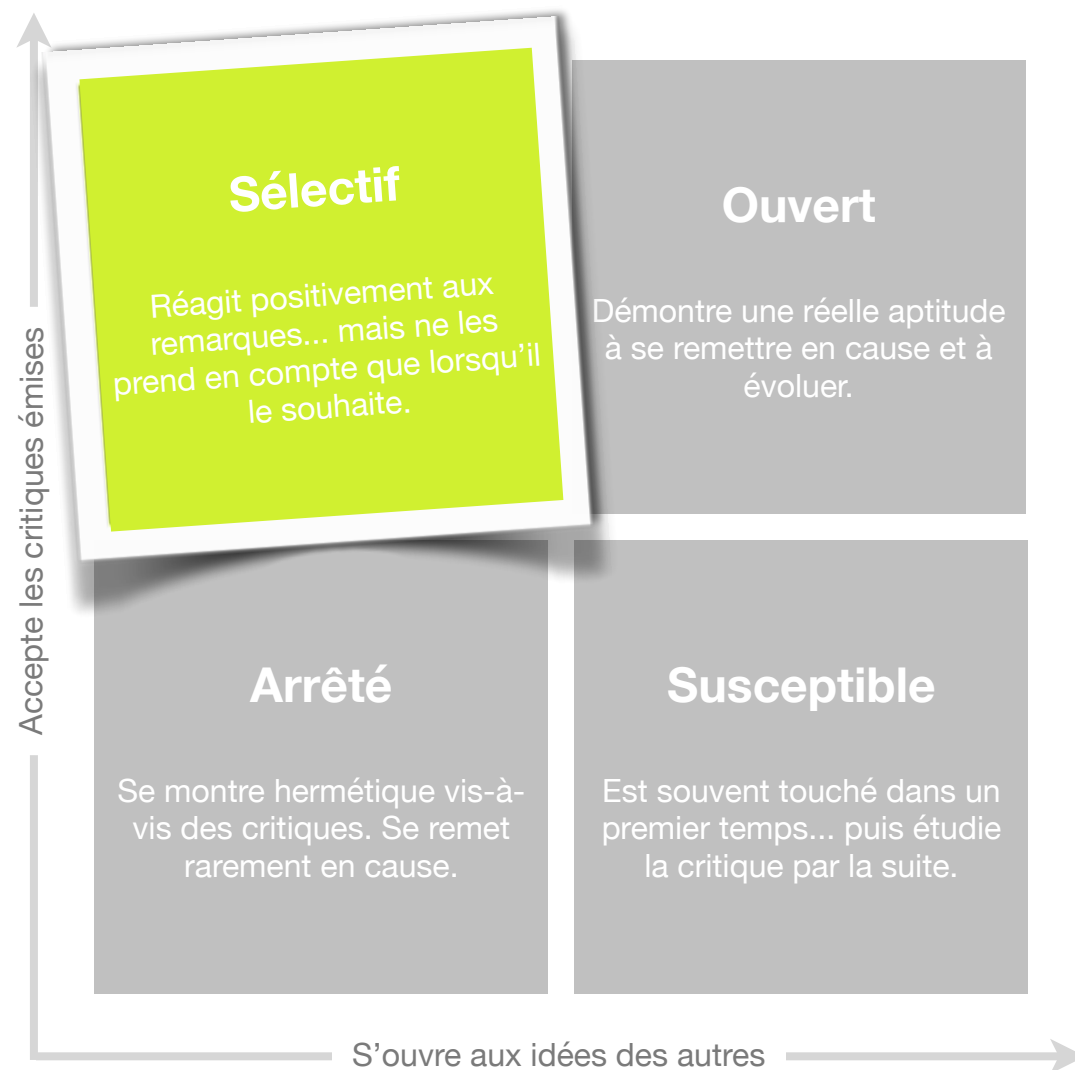 Sélectif
Réagit positivement aux
remarques... mais ne les
prend en compte que lorsqu’il
le souhaite.
Ouvert
Démontre une réelle aptitude
à se remettre en cause et à
évoluer.
Accepte les critiques émises
Arrêté
Se montre hermétique vis-à-
vis des critiques. Se remet
rarement en cause.
Susceptible
Est souvent touché dans un
premier temps... puis étudie
la critique par la suite.
S’ouvre aux idées des autres